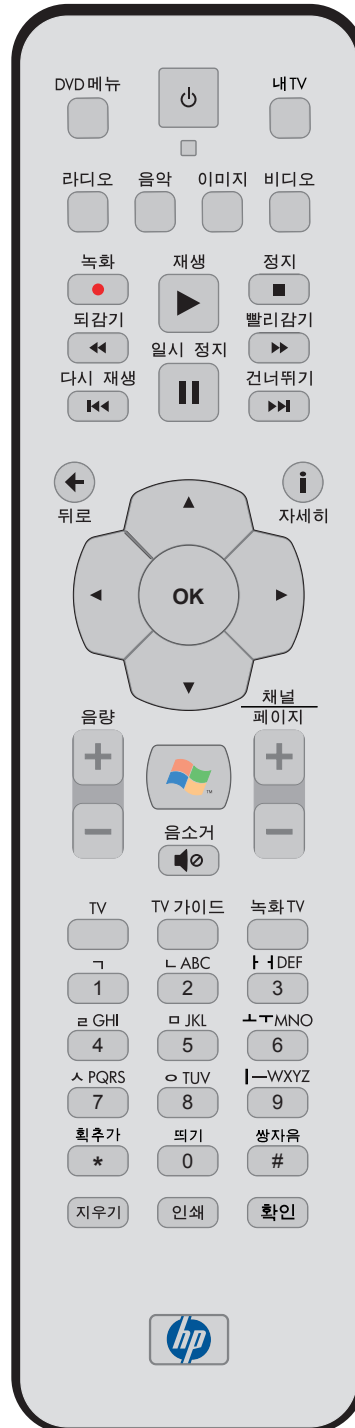 DVD 메뉴 내 TV
라디오 음악 이미지 비디오
녹화 재생 정지
되감기 빨리감기
일시 정지
다시 재생 건너뛰기
뒤로 i 자세히
OK
음량 채널
페이지
+ +
− −
™
음소거
TV TV 가이드 녹화 TV
ㄱ ㄴ ABC ㅏㅓDEF
1 2 3
ㄹ GHI ㅁ JKL ㅗㅜMNO
4 5 6
ㅅ PQRS ㅇ TUV ㅣㅡWXYZ
7 8 9
획추가 띄기 쌍자음
* 0 #
지우기 인쇄 확인
hp